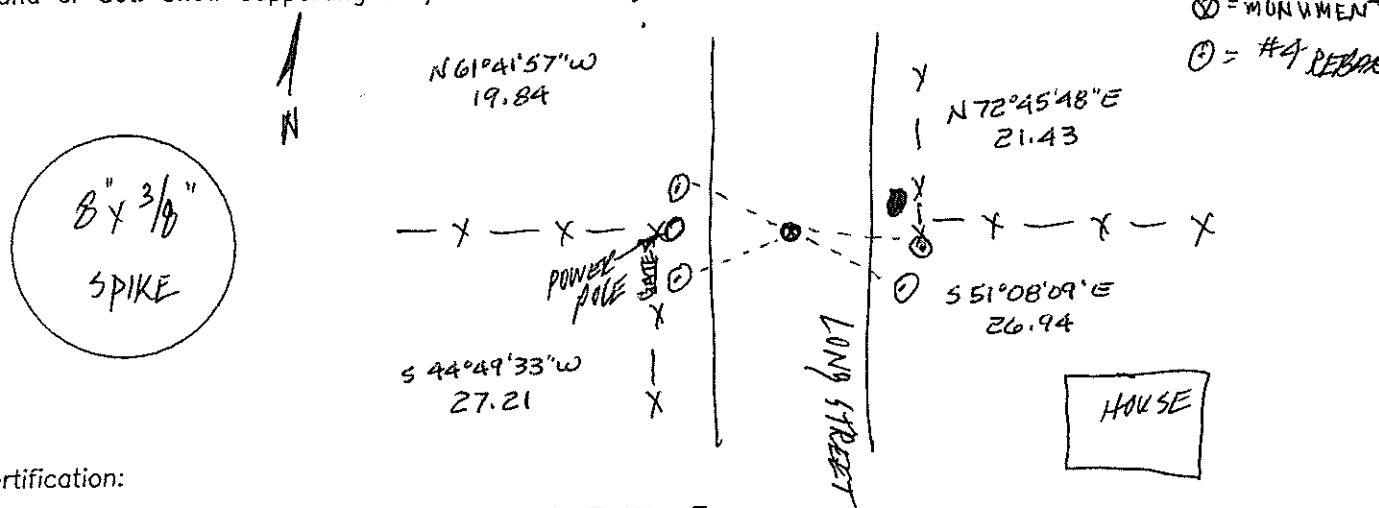 ⊗ = MONUMENT
⊙ = #4 REBAR
N
N 61°41'57"W
19.84
N 72°45'48"E
21.43
8" X 3/8"
SPIKE
POWER
POLE
GATE
S 44°49'33"W
27.21
S 51°08'09"E
26.94
LONG STREET
HOUSE
ertification: